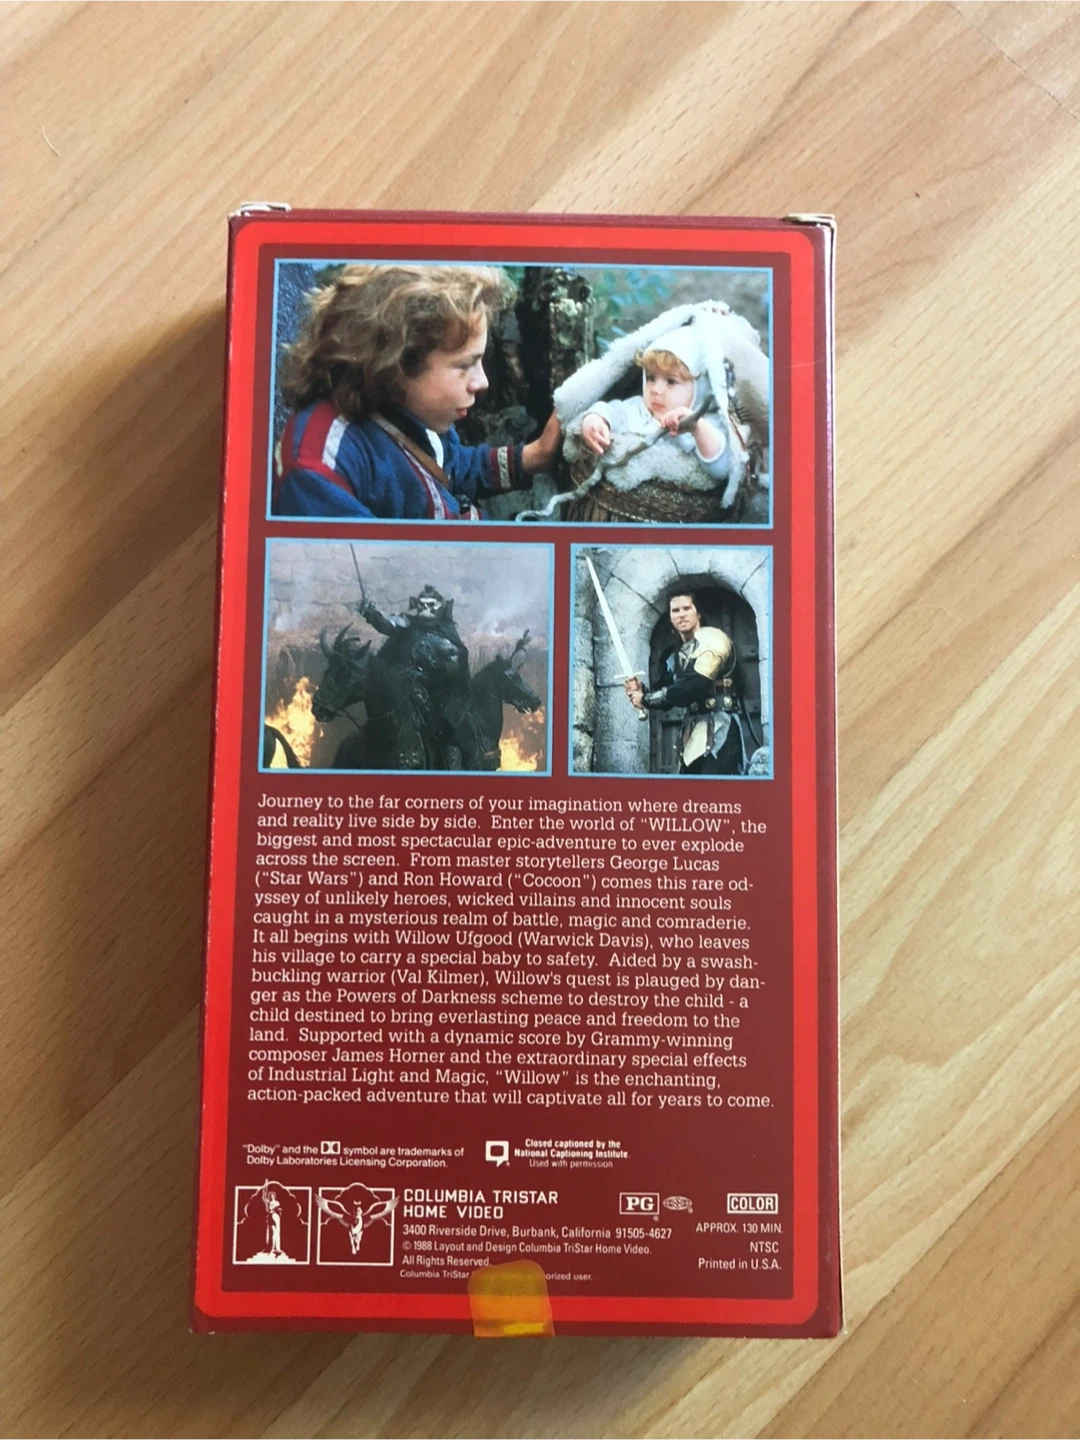 Journey to the far corners of your imagination where dreams
and reality live side by side. Enter the world of “WILLOW”, the
biggest and most spectacular epic-adventure to ever explode
across the screen. From master storytellers George Lucas
(“Star Wars”) and Ron Howard (“Cocoon”) comes this rare od-
yssey of unlikely heroes, wicked villains and innocent souls
caught in a mysterious realm of battle, magic and comraderie.
It all begins with Willow Ufgood (Warwick Davis), who leaves
his village to carry a special baby to safety. Aided by a swash-
buckling warrior (Val Kilmer), Willow's quest is plauged by dan-
ger as the Powers of Darkness scheme to destroy the child - a
child destined to bring everlasting peace and freedom to the
land. Supported with a dynamic score by Grammy-winning
composer James Horner and the extraordinary special effects
of Industrial Light and Magic, “Willow” is the enchanting,
action-packed adventure that will captivate all for years to come.
“Dolby” and the symbol are trademarks of
Dolby Laboratories Licensing Corporation.
Closed captioned by the
National Captioning Institute.
Used with permission
COLUMBIA TRISTAR
HOME VIDEO
PG
COLOR
3400 Riverside Drive, Burbank, California 91505-4627
APPROX. 130 MIN.
© 1988 Layout and Design Columbia TriStar Home Video.
NTSC
All Rights Reserved.
Printed in U.S.A.
Columbia TriStar orized user.